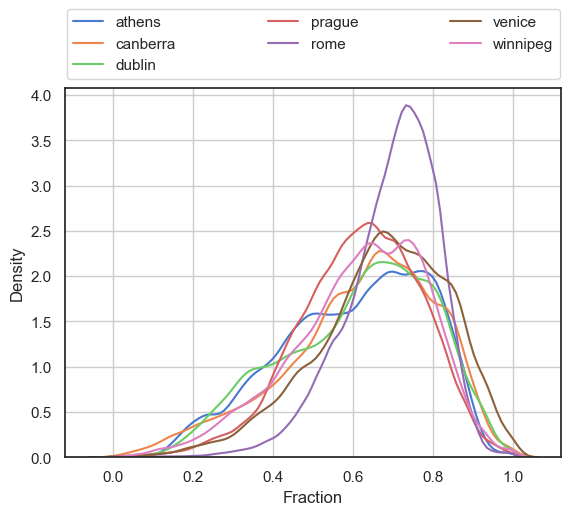 athens prague venice
canberra rome winnipeg
dublin
4.0
3.5
3.0
2.5
2.0
1.5
1.0
0.5
0.0
Density
0.0 0.2 0.4 0.6 0.8 1.0
Fraction